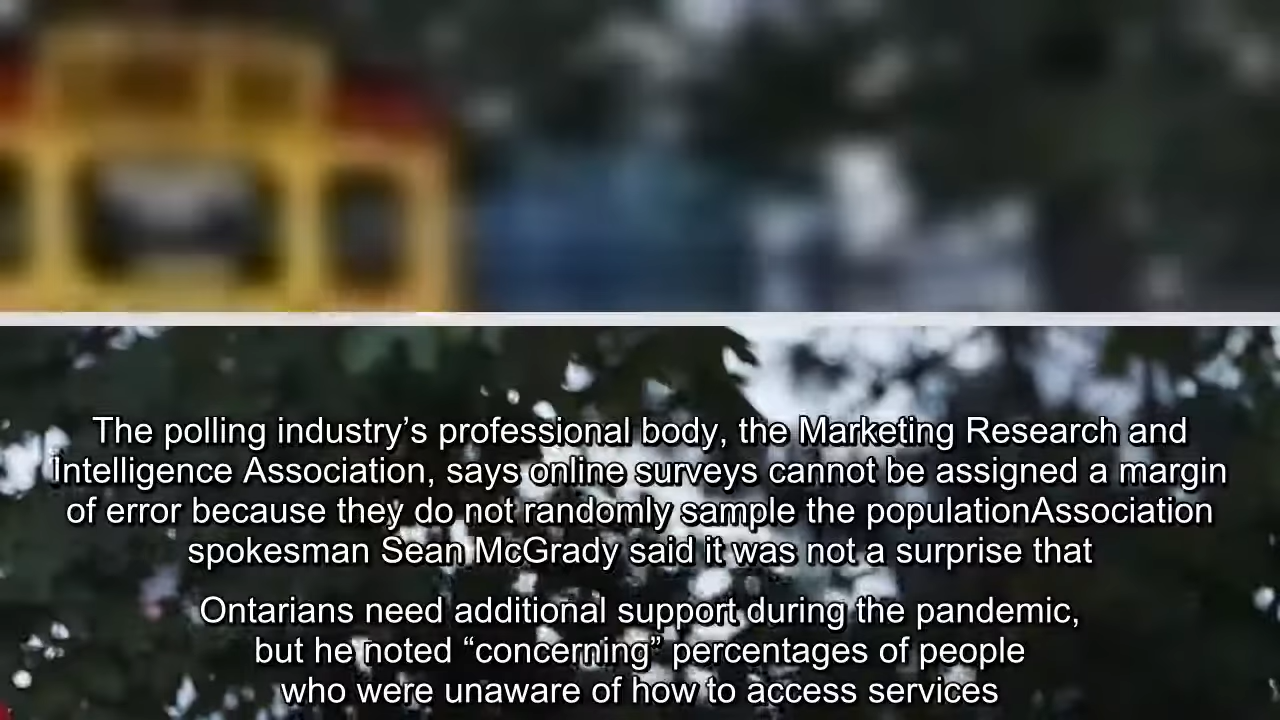 The polling industry’s professional body, the Marketing Research and
Intelligence Association, says online surveys cannot be assigned a margin
of error because they do not randomly sample the populationAssociation
spokesman Sean McGrady said it was not a surprise that
Ontarians need additional support during the pandemic,
but he noted “concerning” percentages of people
who were unaware of how to access services